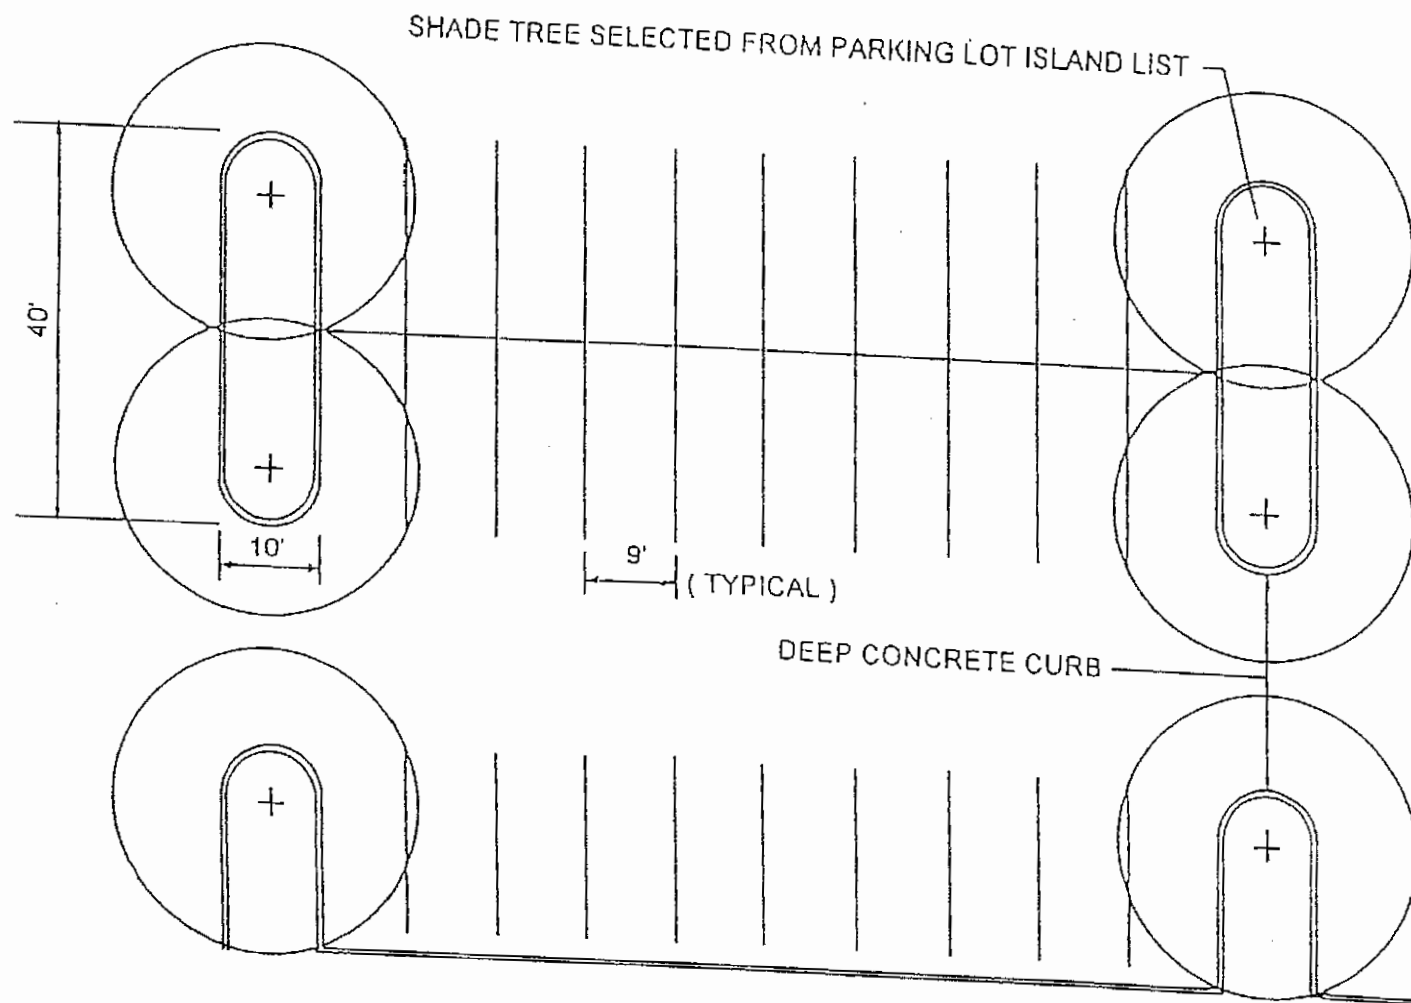 SHADE TREE SELECTED FROM PARKING LOT ISLAND LIST
40'
10'
9'
( TYPICAL )
DEEP CONCRETE CURB